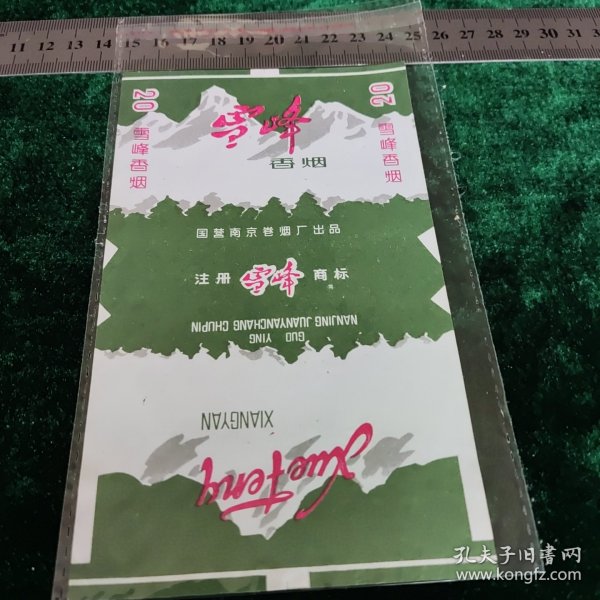 11 12 13 14 15 16 17 18 19 20 21 22 23 24 25 26 27 28 29 30 31
20
雪峰香烟
雪峰
香烟
20
雪峰香烟
国营南京卷烟厂出品
注册 雪峰 商标
GUO YING
NANJING JUANYANCHANG CHUPIN
XIANGYAN
Xuefeng
孔夫子旧书网
www.kongfz.com